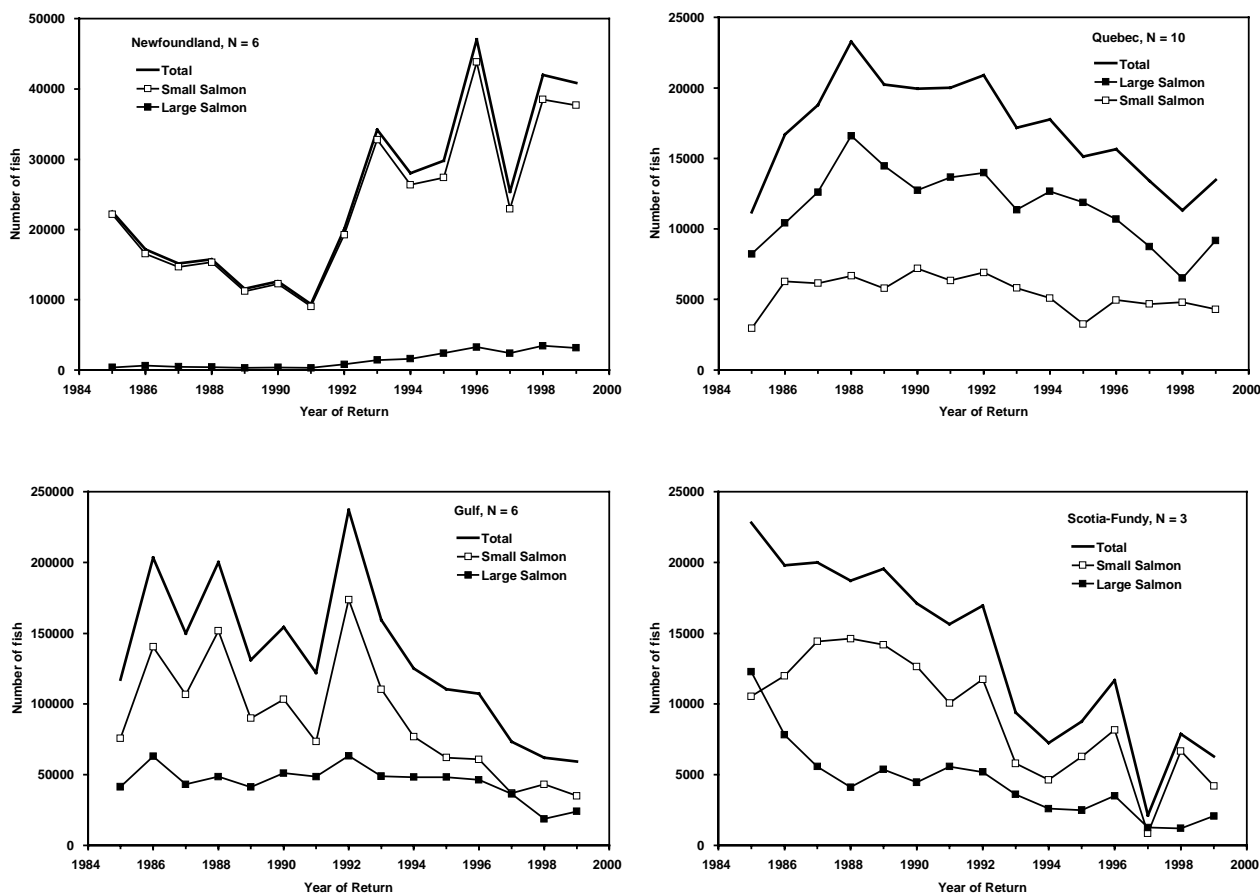 Newfoundland, N = 6
Total
Small Salmon
Large Salmon
Number of fish
50000
40000
30000
20000
10000
0
1984 1986 1988 1990 1992 1994 1996 1998 2000
Year of Return
Quebec, N = 10
Total
Large Salmon
Small Salmon
Number of fish
25000
20000
15000
10000
5000
0
1984 1986 1988 1990 1992 1994 1996 1998 2000
Year of Return
Gulf, N = 6
Total
Small Salmon
Large Salmon
Number of fish
250000
200000
150000
100000
50000
0
1984 1986 1988 1990 1992 1994 1996 1998 2000
Year of Return
Scotia-Fundy, N = 3
Total
Small Salmon
Large Salmon
Number of fish
25000
20000
15000
10000
5000
0
1984 1986 1988 1990 1992 1994 1996 1998 2000
Year of Return